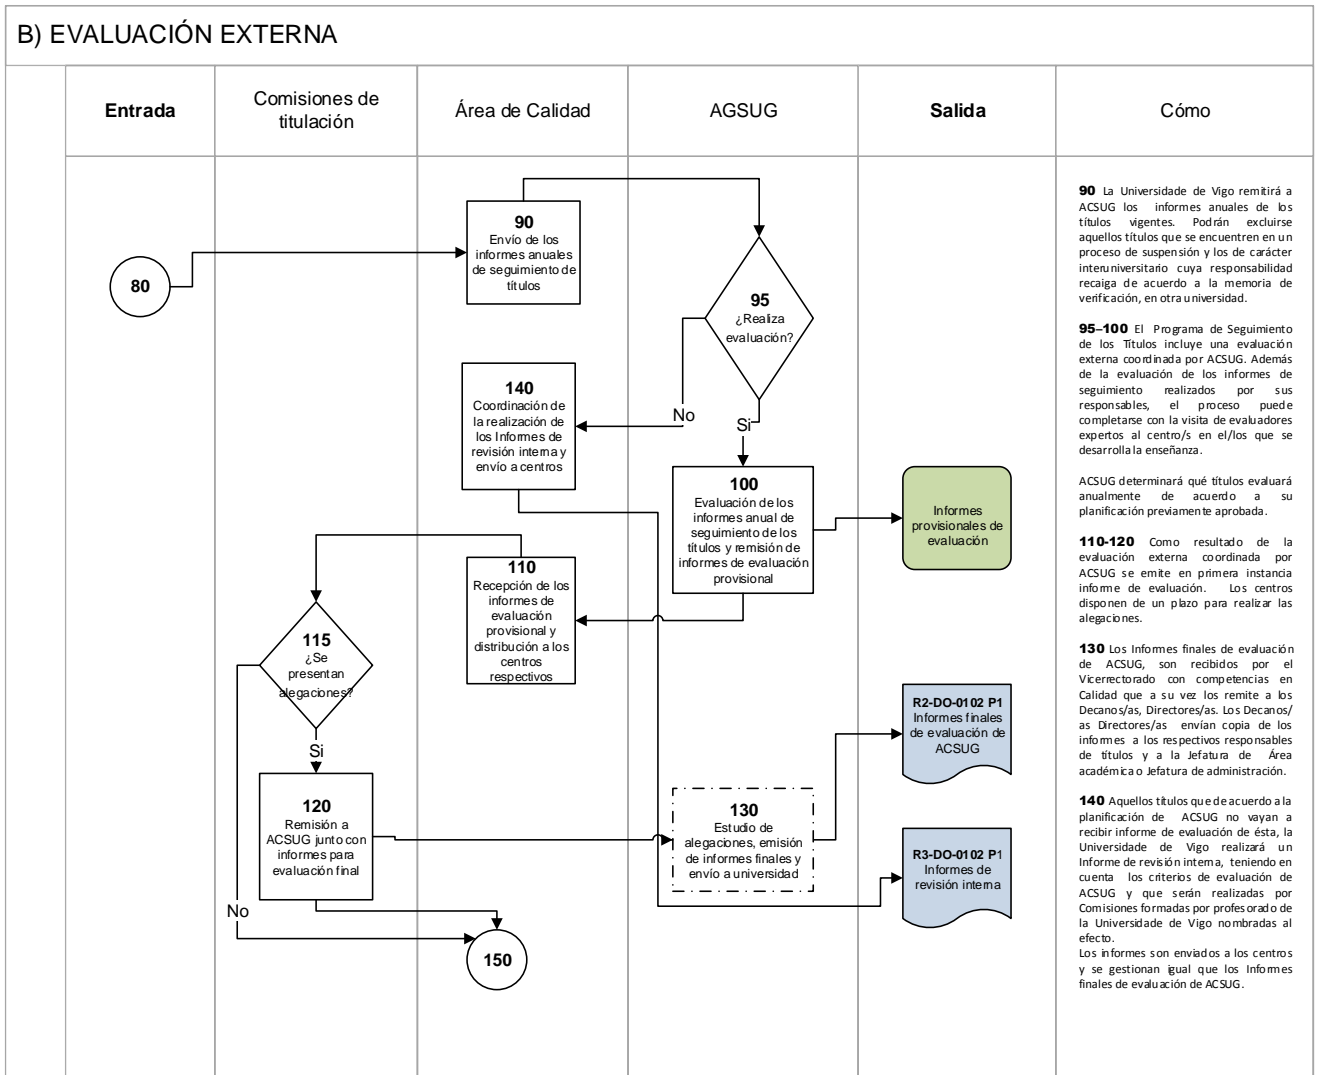 B) EVALUACIÓN EXTERNA
Entrada
Comisiones de
titulación
Área de Calidad
AGSUG
Salida
Cómo
80
90
Envío de los
informes anuales
de seguimiento de
títulos
95
¿Realiza
evaluación?
No
Si
140
Coordinación de
la realización de
los Informes de
revisión interna y
envío a centros
100
Evaluación de los
informes anual de
seguimiento de los
títulos y remisión de
informes de evaluación
provisional
Informes
provisionales de
evaluación
110
Recepción de los
informes de
evaluación
provisional y
distribución a los
centros
respectivos
115
¿Se
presentan
alegaciones?
Si
No
120
Remisión a
ACSUG junto con
informes para
evaluación final
130
Estudio de
alegaciones, emisión
de informes finales y
envío a universidad
R2-DO-0102 P1
Informes finales
de evaluación de
ACSUG
R3-DO-0102 P1
Informes de
revisión interna
150
90 La Universidade de Vigo remitirá a
ACSUG los informes anuales de los
títulos vigentes. Podrán excluirse
aquellos títulos que se encuentren en un
proceso de suspensión y los de carácter
interuniversitario cuya responsabilidad
recaiga de acuerdo a la memoria de
verificación, en otra universidad.
95–100 El Programa de Seguimiento
de los Títulos incluye una evaluación
externa coordinada por ACSUG. Además
de la evaluación de los informes de
seguimiento realizados por sus
responsables, el proceso puede
completarse con la visita de evaluadores
expertos al centro/s en el/los que se
desarrolla la enseñanza.
ACSUG determinará qué títulos evaluará
anualmente de acuerdo a su
planificación previamente aprobada.
110-120 Como resultado de la
evaluación externa coordinada por
ACSUG se emite en primera instancia
informe de evaluación. Los centros
disponen de un plazo para realizar las
alegaciones.
130 Los Informes finales de evaluación
de ACSUG, son recibidos por el
Vicerrectorado con competencias en
Calidad que a su vez los remite a los
Decanos/as, Directores/as. Los Decanos/
as Directores/as envían copia de los
informes a los respectivos responsables
de títulos y a la Jefatura de Área
académica o Jefatura de administración.
140 Aquellos títulos que de acuerdo a la
planificación de ACSUG no vayan a
recibir informe de evaluación de ésta, la
Universidade de Vigo realizará un
Informe de revisión interna, teniendo en
cuenta los criterios de evaluación de
ACSUG y que serán realizadas por
Comisiones formadas por profesorado de
la Universidade de Vigo nombradas al
efecto.
Los informes son enviados a los centros
y se gestionan igual que los Informes
finales de evaluación de ACSUG.